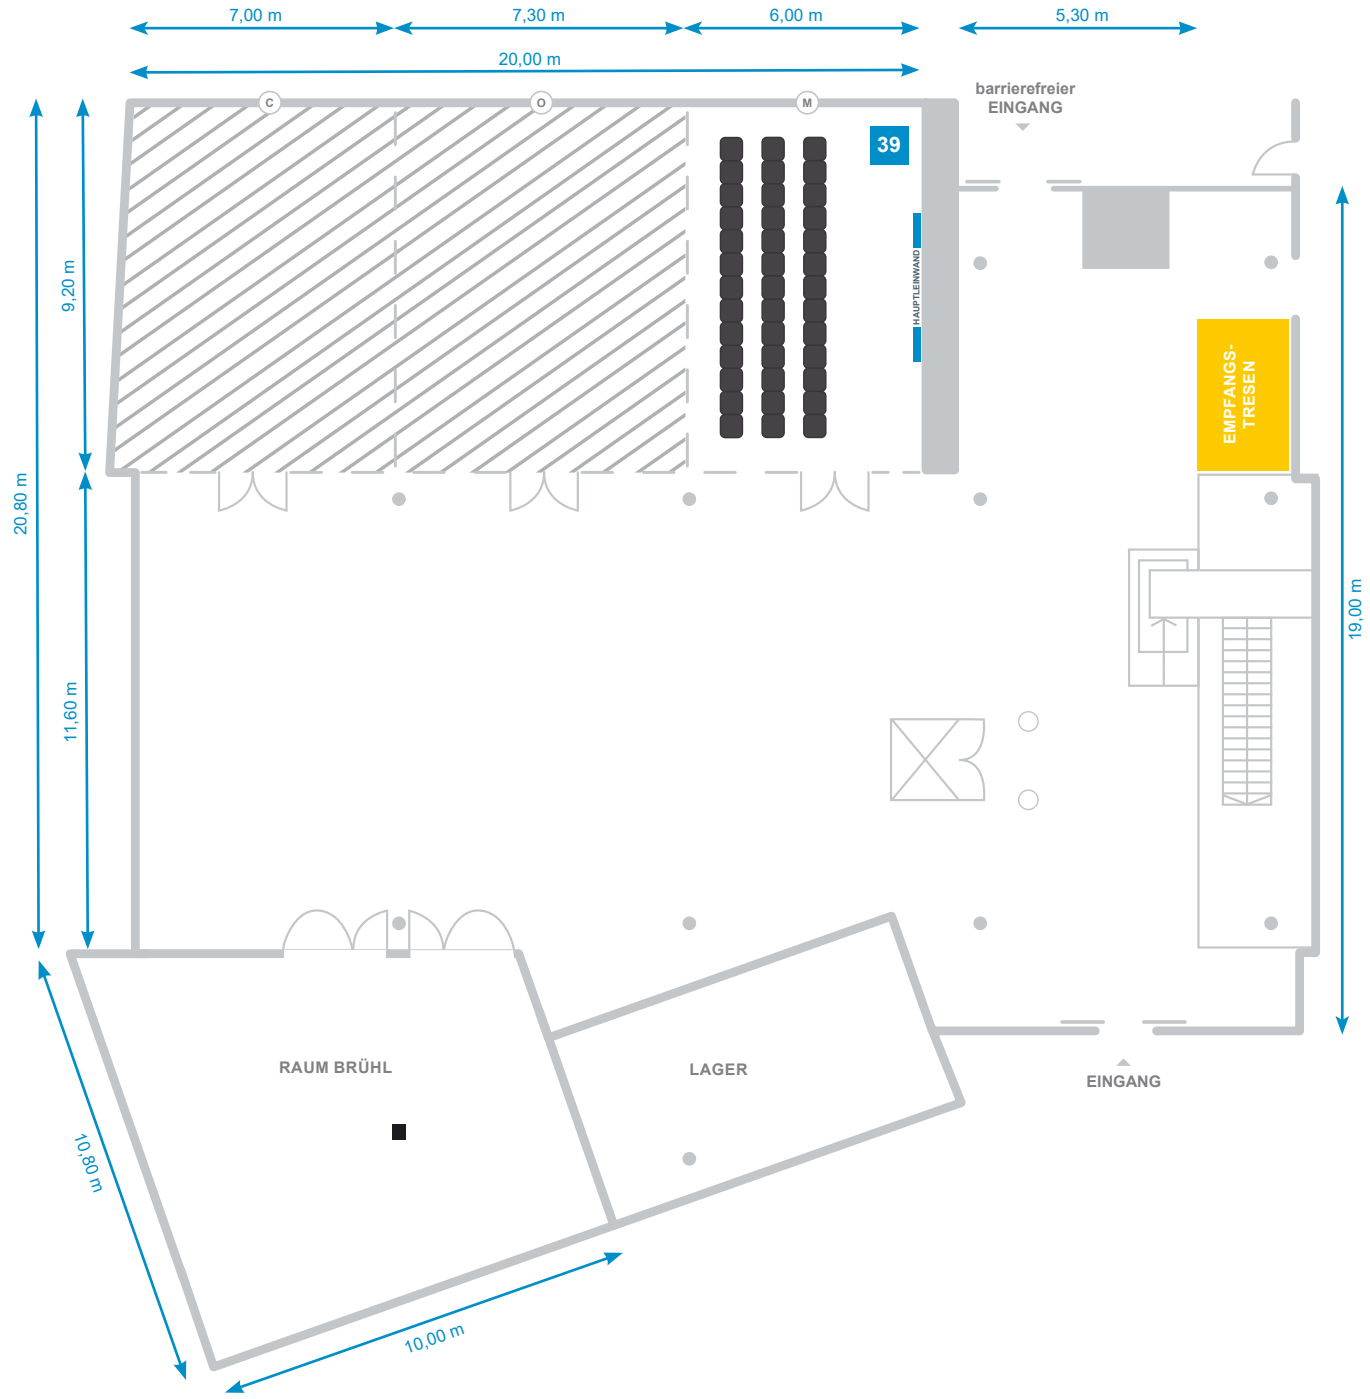 7,00 m
7,30 m
6,00 m
5,30 m
20,00 m
barrierefreier
EINGANG
C
O
M
39
HAUPTLEINWAND
9,20 m
20,80 m
EMPFANGS-
TRESEN
11,60 m
19,00 m
RAUM BRÜHL
LAGER
EINGANG
10,80 m
10,00 m